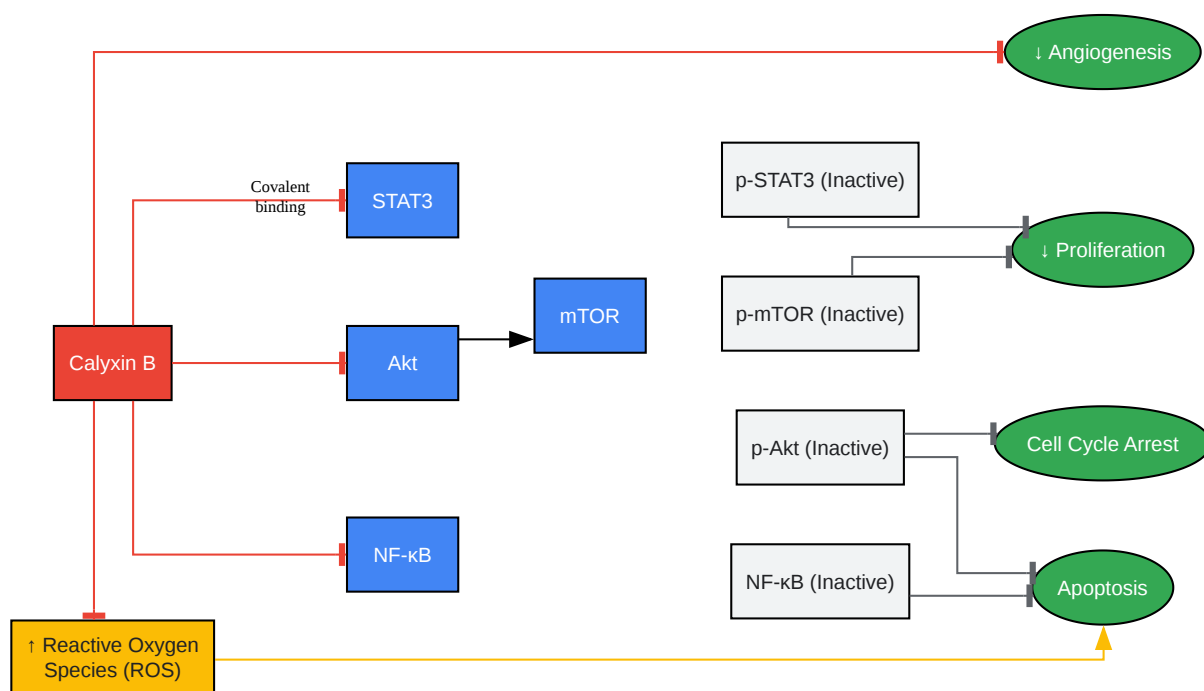 ↓ Angiogenesis
Covalent
binding
STAT3
p-STAT3 (Inactive)
↓ Proliferation
mTOR
p-mTOR (Inactive)
Calyxin B
Akt
p-Akt (Inactive)
Cell Cycle Arrest
NF-κB
NF-κB (Inactive)
Apoptosis
↑ Reactive Oxygen
Species (ROS)